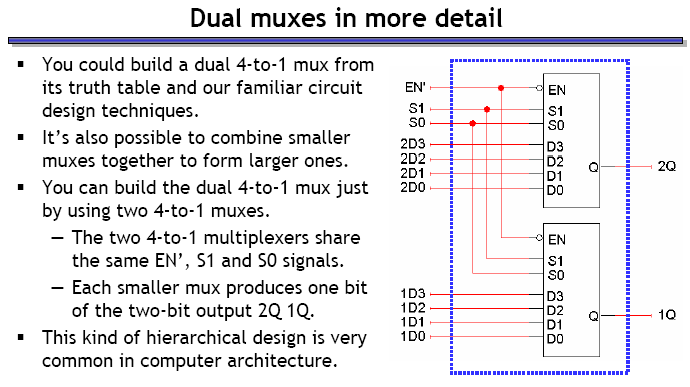 Dual muxes in more detail
▪ You could build a dual 4-to-1 mux from
its truth table and our familiar circuit
design techniques.
▪ It’s also possible to combine smaller
muxes together to form larger ones.
▪ You can build the dual 4-to-1 mux just
by using two 4-to-1 muxes.
— The two 4-to-1 multiplexers share
the same EN’, S1 and S0 signals.
— Each smaller mux produces one bit
of the two-bit output 2Q 1Q.
▪ This kind of hierarchical design is very
common in computer architecture.
EN'
S1
S0
2D3
2D2
2D1
2D0
EN
S1
S0
D3
D2
D1
D0
Q
2Q
1D3
1D2
1D1
1D0
EN
S1
S0
D3
D2
D1
D0
Q
1Q